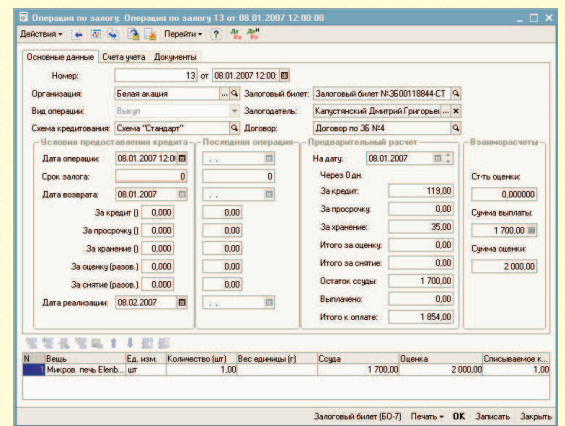 Операция по залогу: Операция по залогу 13 от 08.01.2007 12:00:00
Действия Перейти ?
Основные данные Счета учета Документы
Номер: 13 от 08.01.2007 12:00:
Организация: Белая акация ... Залоговый билет: Залоговый билет №ЗБ00118844-СТ
Вид операции: Выкуп Залогодатель: Капустянский Дмитрий Григорьев ... ×
Схема кредитования: Схема "Стандарт" Договор: Договор по ЗБ №4
Условия предоставления кредита Последняя операция Предварительный расчет Взаиморасчеты
Дата операции: 08.01.2007 12:0 . . На дату: 08.01.2007
Срок залога: 0 0 Через 0 дн. Ст-ть оценки:
Дата возврата: 08.01.2007 . . За кредит: 119,00 0,000000
За кредит () 0,000 0,00 За просрочку: 0,00 Сумма выплаты:
За просрочку () 0,000 0,00 За хранение: 35,00 1 700,00
За хранение () 0,000 0,00 Итого за оценку: 0,00 Сумма оценки:
За оценку (разов.) 0,000 0,00 Итого за снятие: 0,00 2 000,00
За снятие (разов.) 0,000 0,00 Остаток ссуды: 1 700,00
Дата реализации: 08.02.2007 . . Выплачено: 0,00
Итого к оплате: 1 854,00
N Вещь Ед. изм. Количество (шт) Вес единицы (г) Ссуда Оценка Списываемое к...
1 Микров. печь Elenb... шт 1,00 1 700,00 2 000,00 1,00
Залоговый билет (БО-7) Печать OK Записать Закрыть